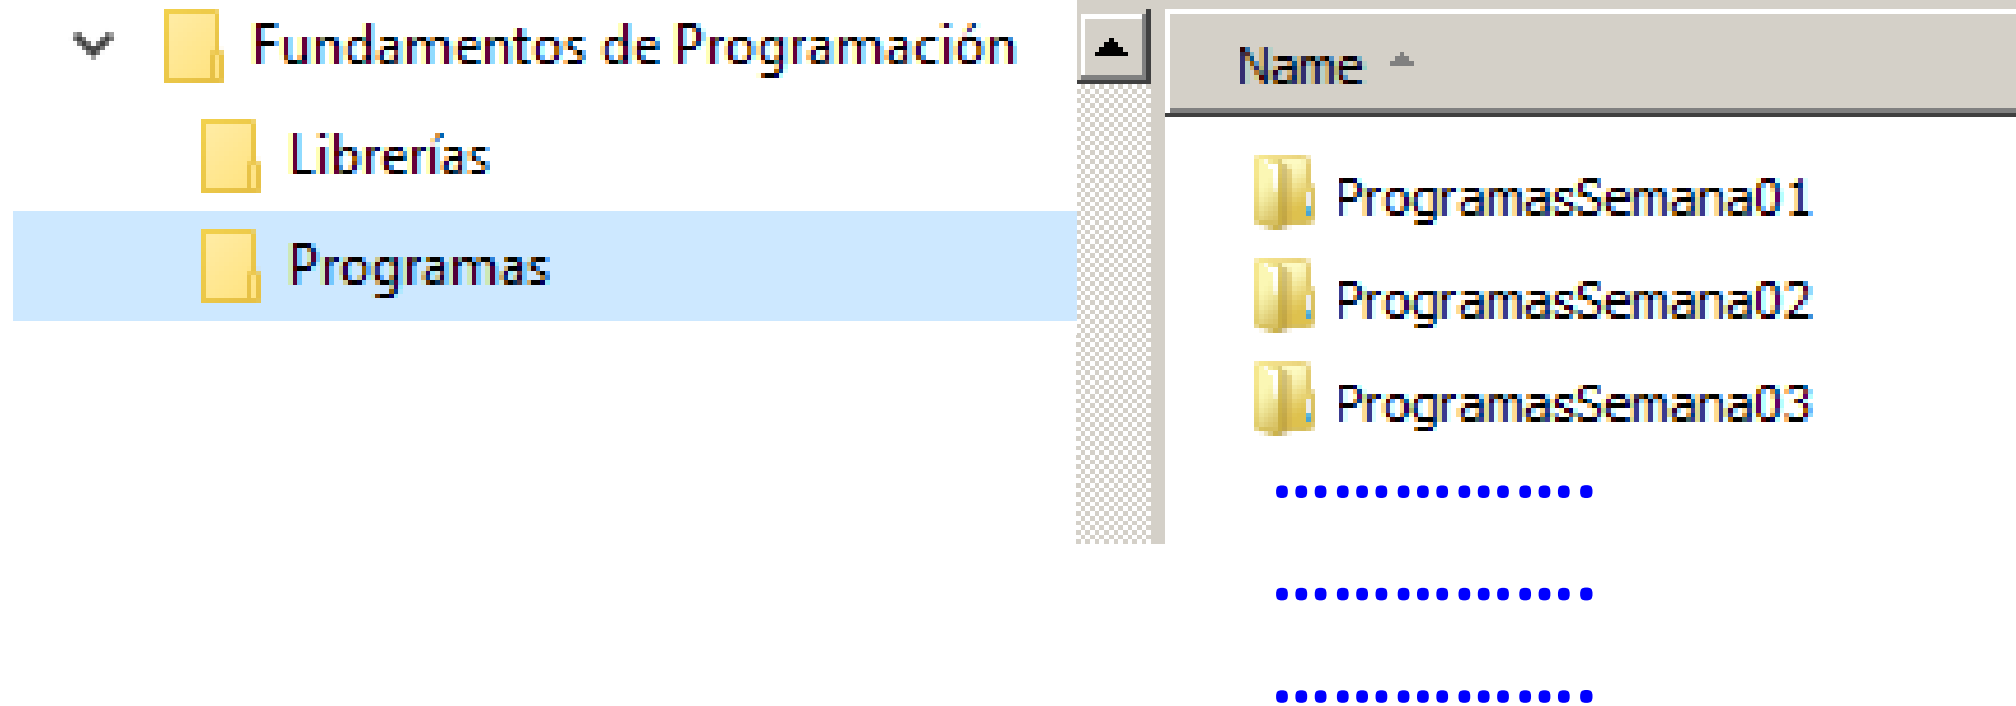 Fundamentos de Programación
Librerías
Programas
Name
ProgramasSemana01
ProgramasSemana02
ProgramasSemana03
................
................
................